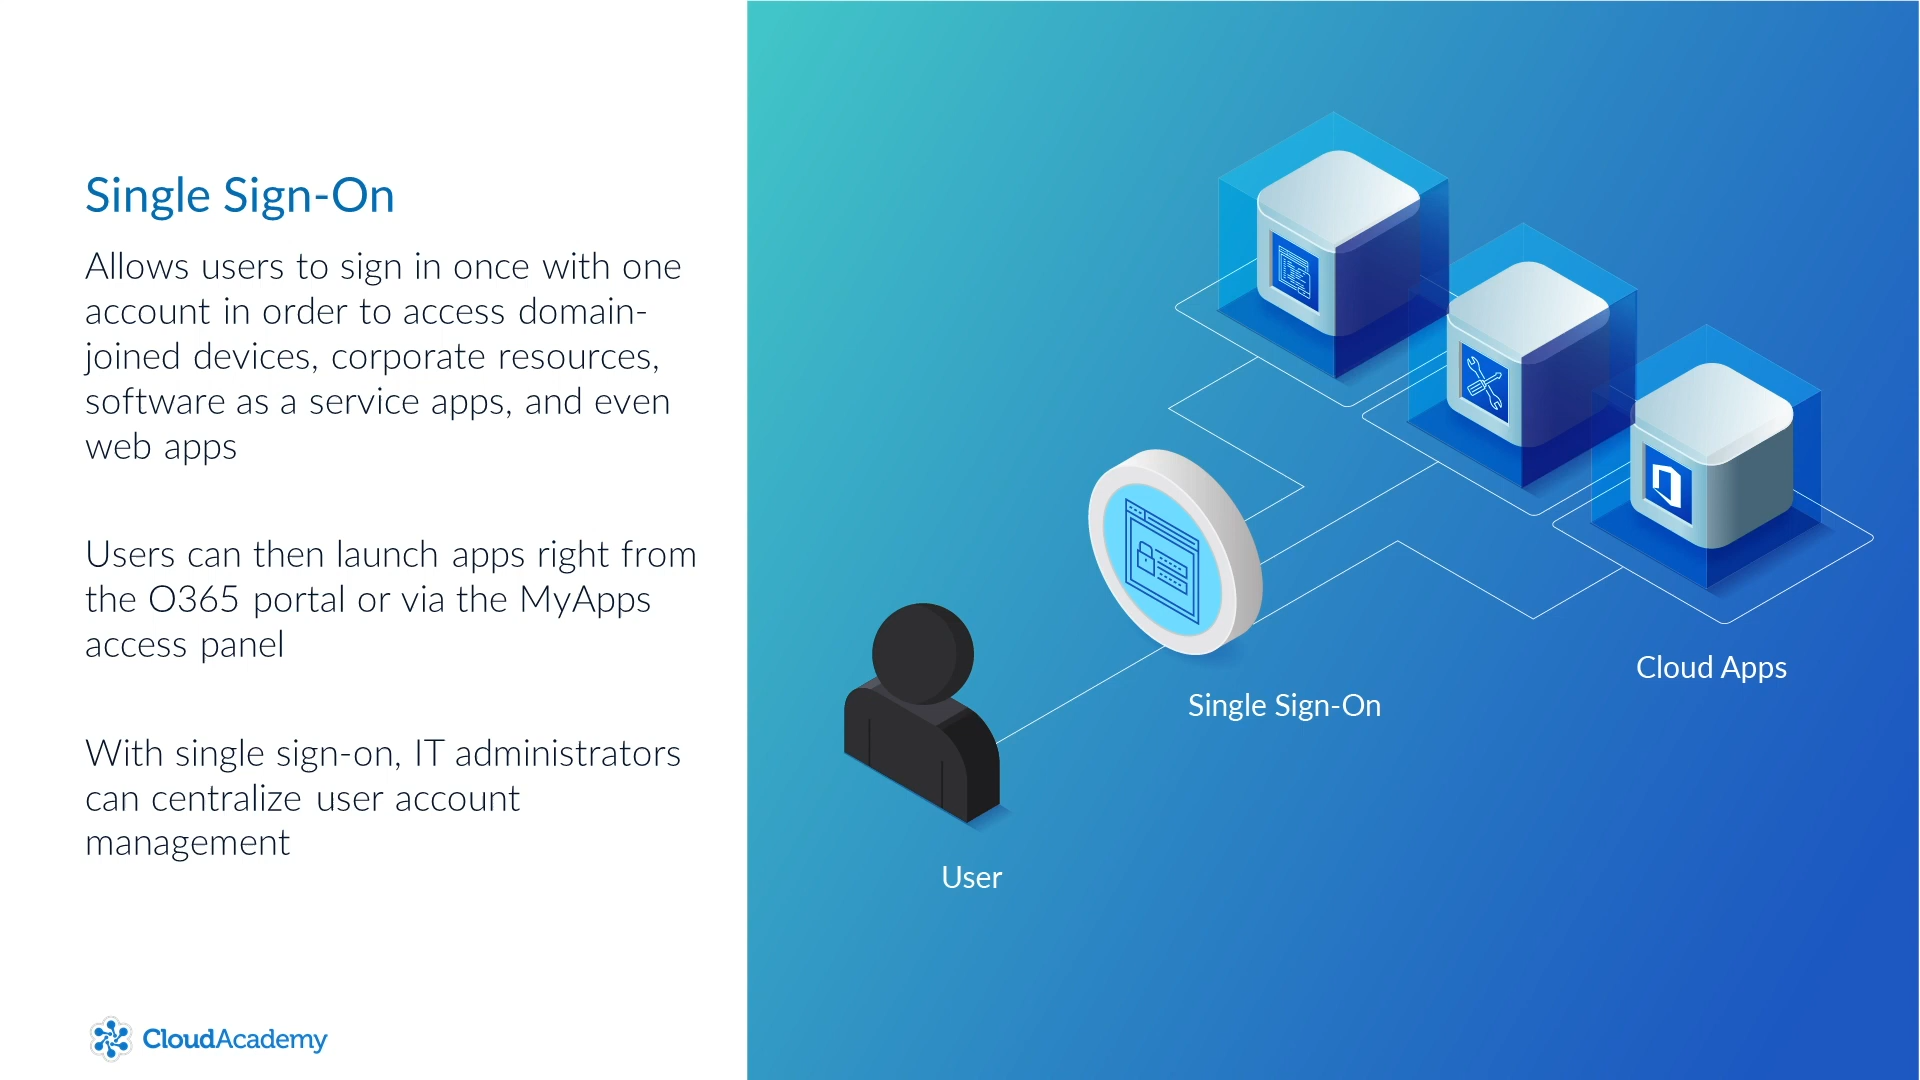 Single Sign-On
Allows users to sign in once with one
account in order to access domain-
joined devices, corporate resources,
software as a service apps, and even
web apps
Users can then launch apps right from
the O365 portal or via the MyApps
access panel
With single sign-on, IT administrators
can centralize user account
management
CloudAcademy
Cloud Apps
Single Sign-On
User